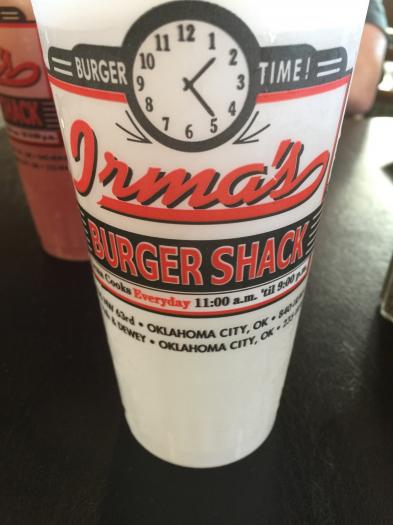 BURGER TIME!
12
11 1
10 2
9 3
8 4
7 5
6
Irma's
BURGER SHACK
Cooks Everyday 11:00 a.m. 'til 9:00 p.m.
63rd • OKLAHOMA CITY, OK •
& DEWEY • OKLAHOMA CITY, OK •
SHACK